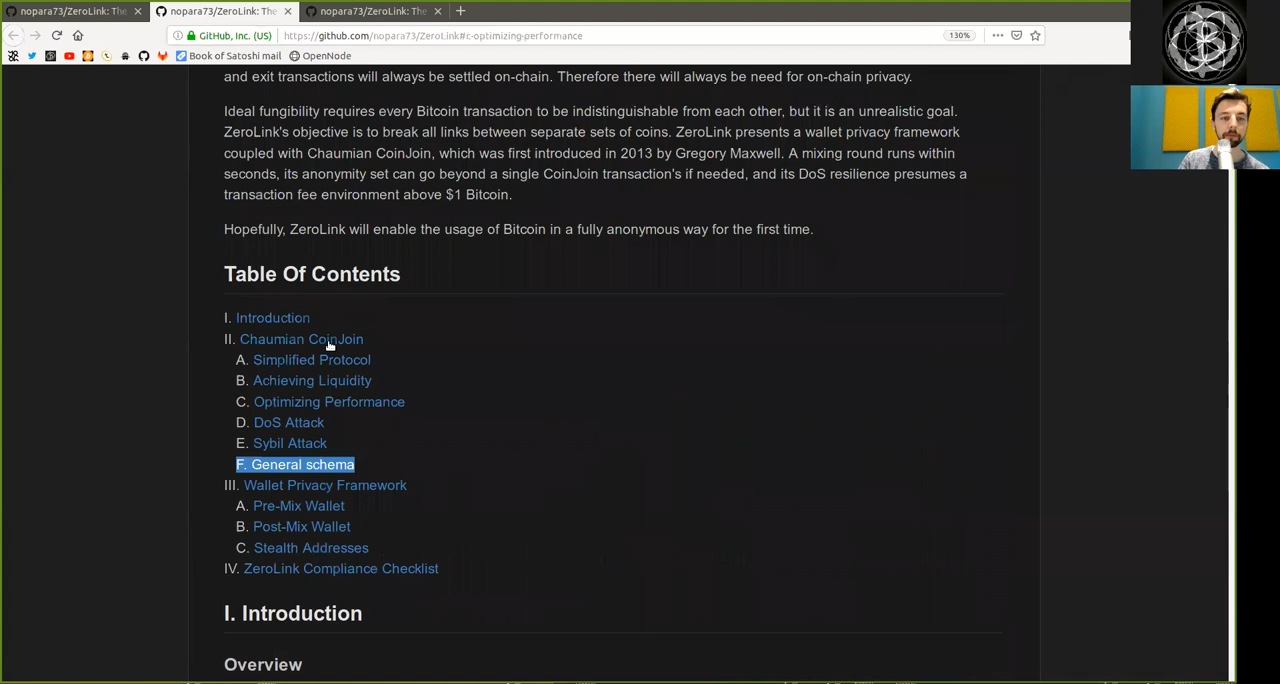 nopara73/ZeroLink: The
nopara73/ZeroLink: The
nopara73/ZeroLink: The
GitHub, Inc. (US)
https://github.com/nopara73/ZeroLink#c-optimizing-performance
130%
Book of Satoshi mail
OpenNode
and exit transactions will always be settled on-chain. Therefore there will always be need for on-chain privacy.
Ideal fungibility requires every Bitcoin transaction to be indistinguishable from each other, but it is an unrealistic goal.
ZeroLink's objective is to break all links between separate sets of coins. ZeroLink presents a wallet privacy framework
coupled with Chaumian CoinJoin, which was first introduced in 2013 by Gregory Maxwell. A mixing round runs within
seconds, its anonymity set can go beyond a single CoinJoin transaction's if needed, and its DoS resilience presumes a
transaction fee environment above $1 Bitcoin.
Hopefully, ZeroLink will enable the usage of Bitcoin in a fully anonymous way for the first time.
Table Of Contents
I. Introduction
II. Chaumian CoinJoin
A. Simplified Protocol
B. Achieving Liquidity
C. Optimizing Performance
D. DoS Attack
E. Sybil Attack
F. General schema
III. Wallet Privacy Framework
A. Pre-Mix Wallet
B. Post-Mix Wallet
C. Stealth Addresses
IV. ZeroLink Compliance Checklist
I. Introduction
Overview